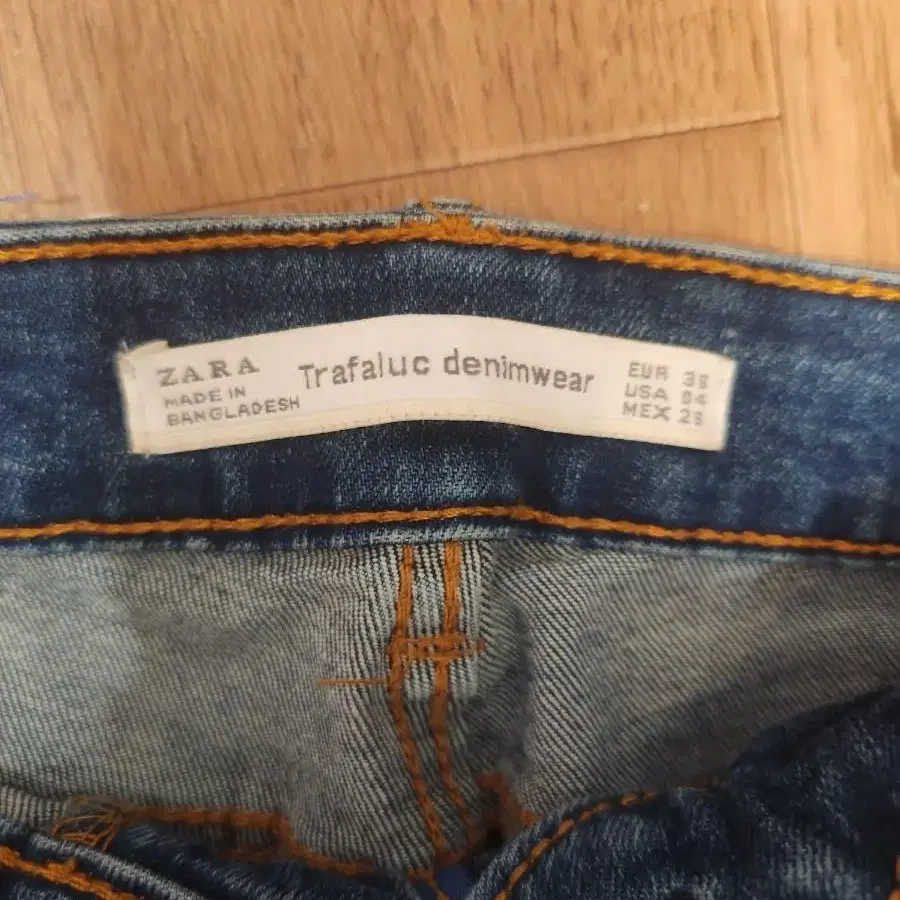 ZARA
MADE IN
BANGLADESH
Trafaluc denimwear
EUR 36
USA 04
MEX 26